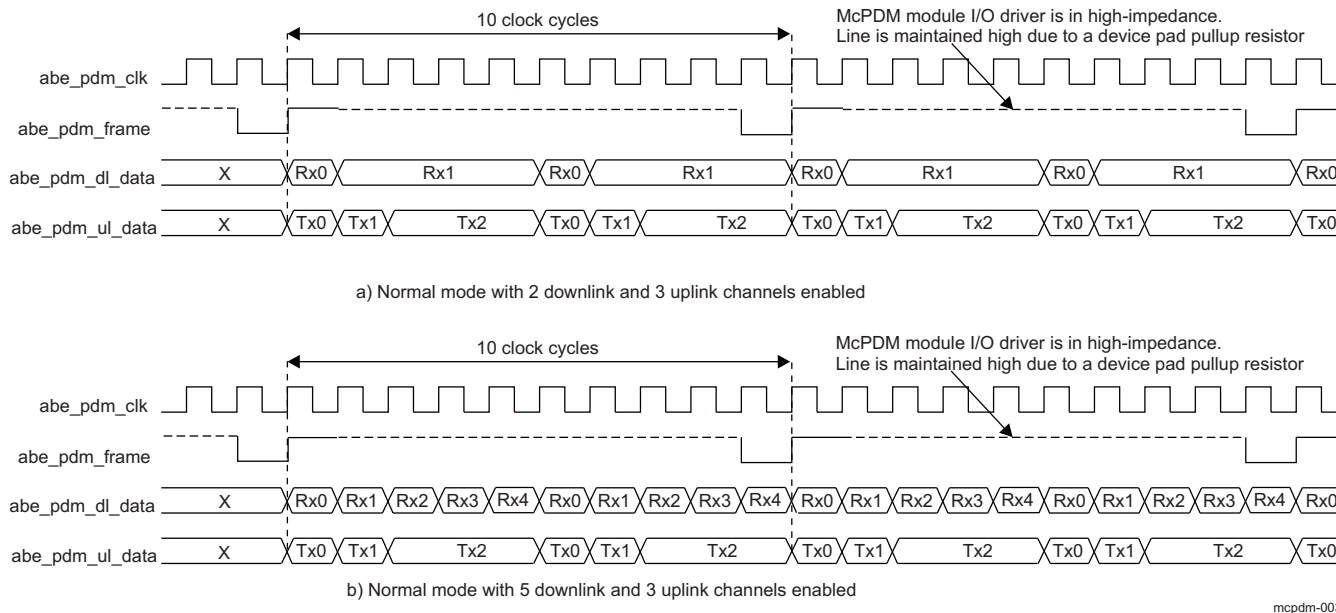 10 clock cycles
McPDM module I/O driver is in high-impedance.
Line is maintained high due to a device pad pullup resistor
abe_pdm_clk
abe_pdm_frame
abe_pdm_dl_data X Rx0 Rx1 Rx0 Rx1 Rx0 Rx1 Rx0 Rx1 Rx0
abe_pdm_ul_data X Tx0 Tx1 Tx2 Tx0 Tx1 Tx2 Tx0 Tx1 Tx2 Tx0 Tx1 Tx2 Tx0
a) Normal mode with 2 downlink and 3 uplink channels enabled
10 clock cycles
McPDM module I/O driver is in high-impedance.
Line is maintained high due to a device pad pullup resistor
abe_pdm_clk
abe_pdm_frame
abe_pdm_dl_data X Rx0 Rx1 Rx2 Rx3 Rx4 Rx0 Rx1 Rx2 Rx3 Rx4 Rx0 Rx1 Rx2 Rx3 Rx4 Rx0 Rx1 Rx2 Rx3 Rx4 Rx0
abe_pdm_ul_data X Tx0 Tx1 Tx2 Tx0 Tx1 Tx2 Tx0 Tx1 Tx2 Tx0 Tx1 Tx2 Tx0
b) Normal mode with 5 downlink and 3 uplink channels enabled